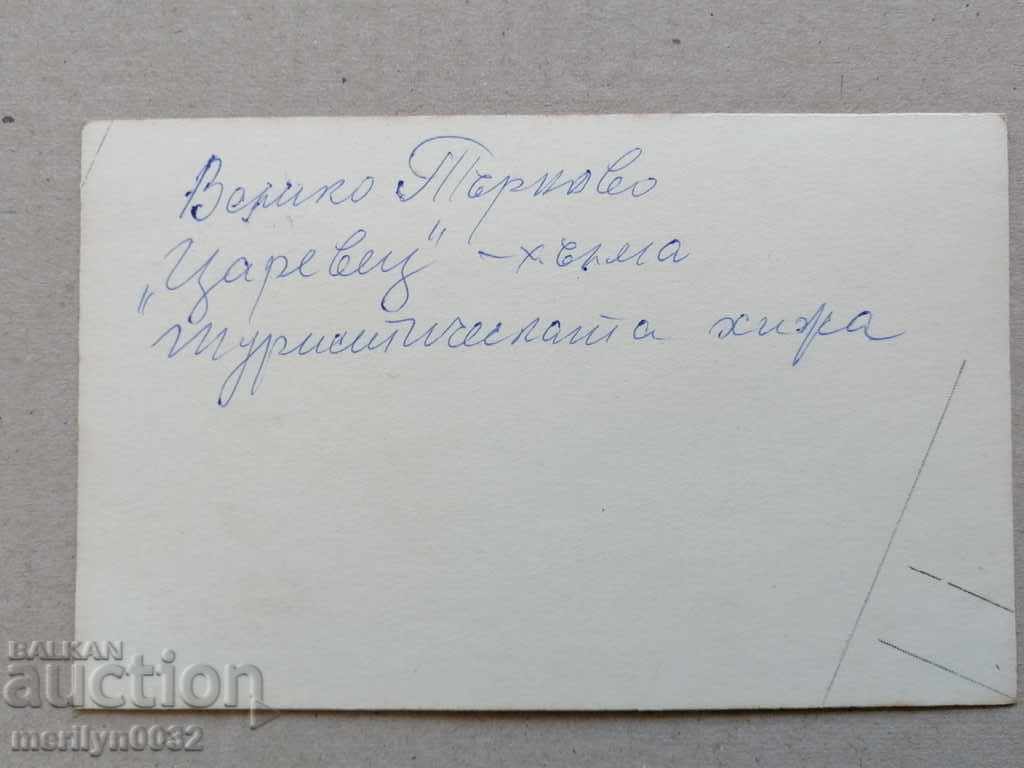 Велико Търново
„Царевец" – хълма
туристическата хижа
BALKAN
auction
merilyn0032